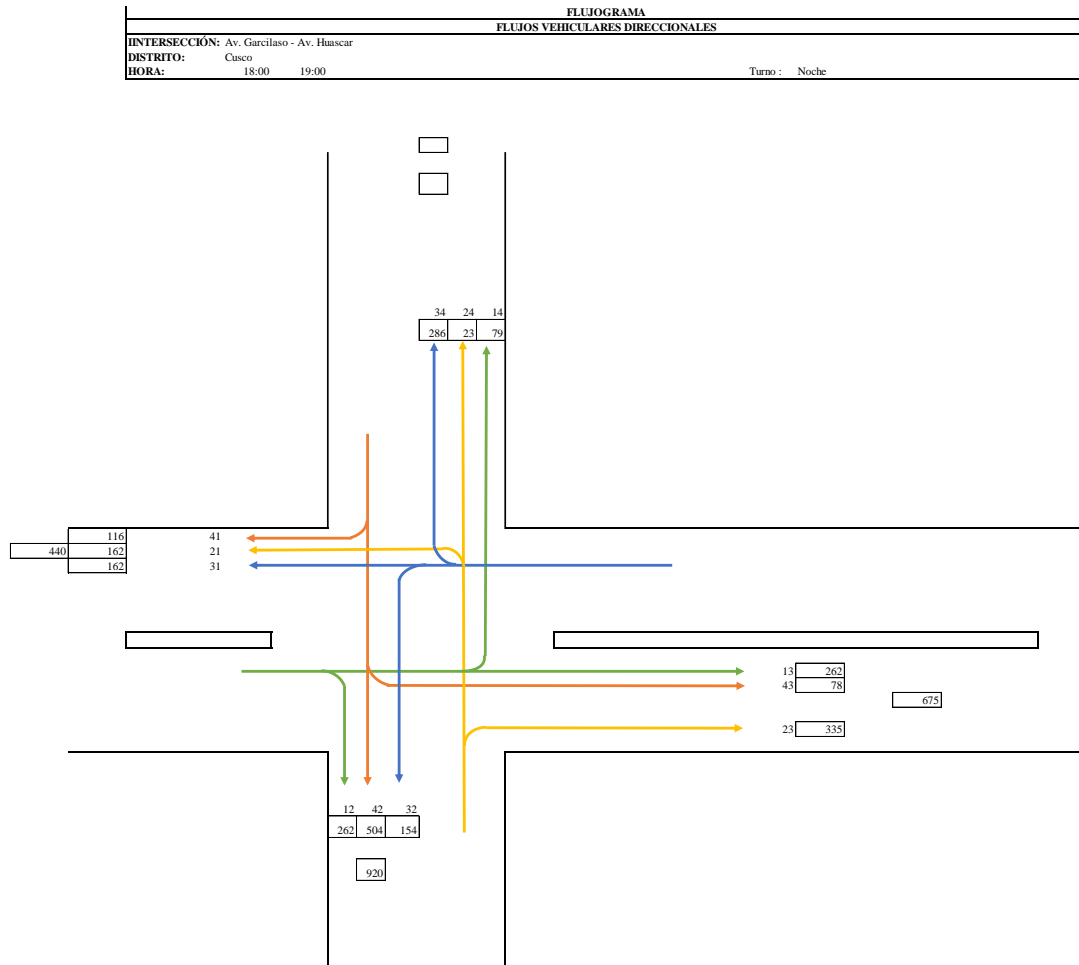 FLUJOGRAMA
FLUJOS VEHICULARES DIRECCIONALES
IINTERSECCIÓN: Av. Garcilaso - Av. Huascar
DISTRITO: Cusco
HORA: 18:00 19:00 Turno : Noche
34 24 14
286 23 79
116 41
440 162 21
162 31
13 262
43 78
675
23 335
12 42 32
262 504 154
920